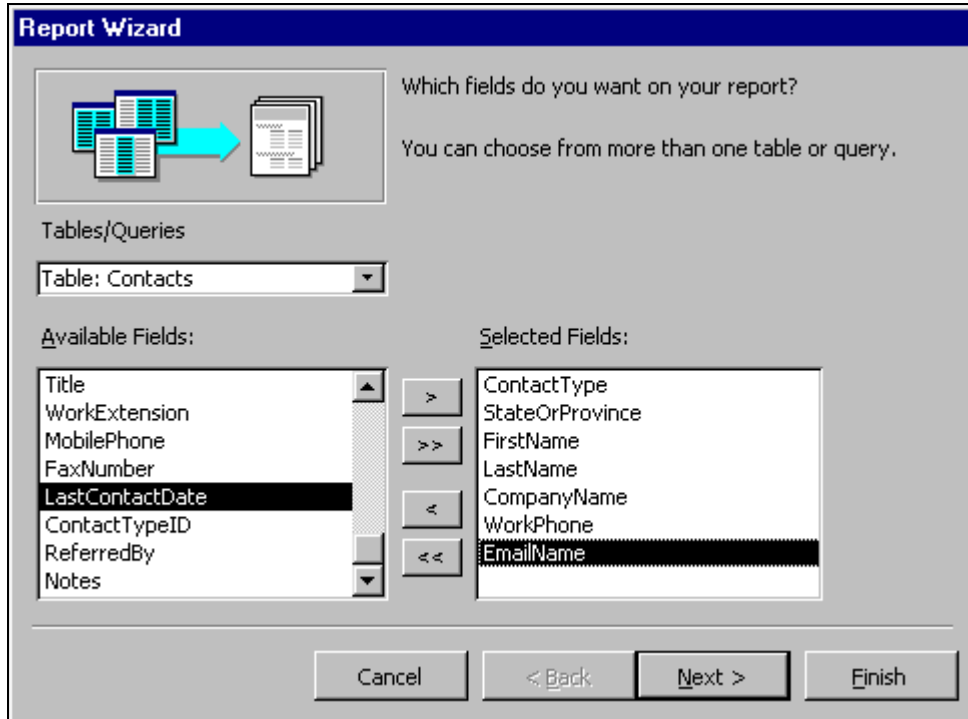 Report Wizard
Which fields do you want on your report?
You can choose from more than one table or query.
Tables/Queries
Table: Contacts
Available Fields:
Title
WorkExtension
MobilePhone
FaxNumber
LastContactDate
ContactTypeID
ReferredBy
Notes
>
>>
<
<<
Selected Fields:
ContactType
StateOrProvince
FirstName
LastName
CompanyName
WorkPhone
EmailName
Cancel
< Back
Next >
Finish